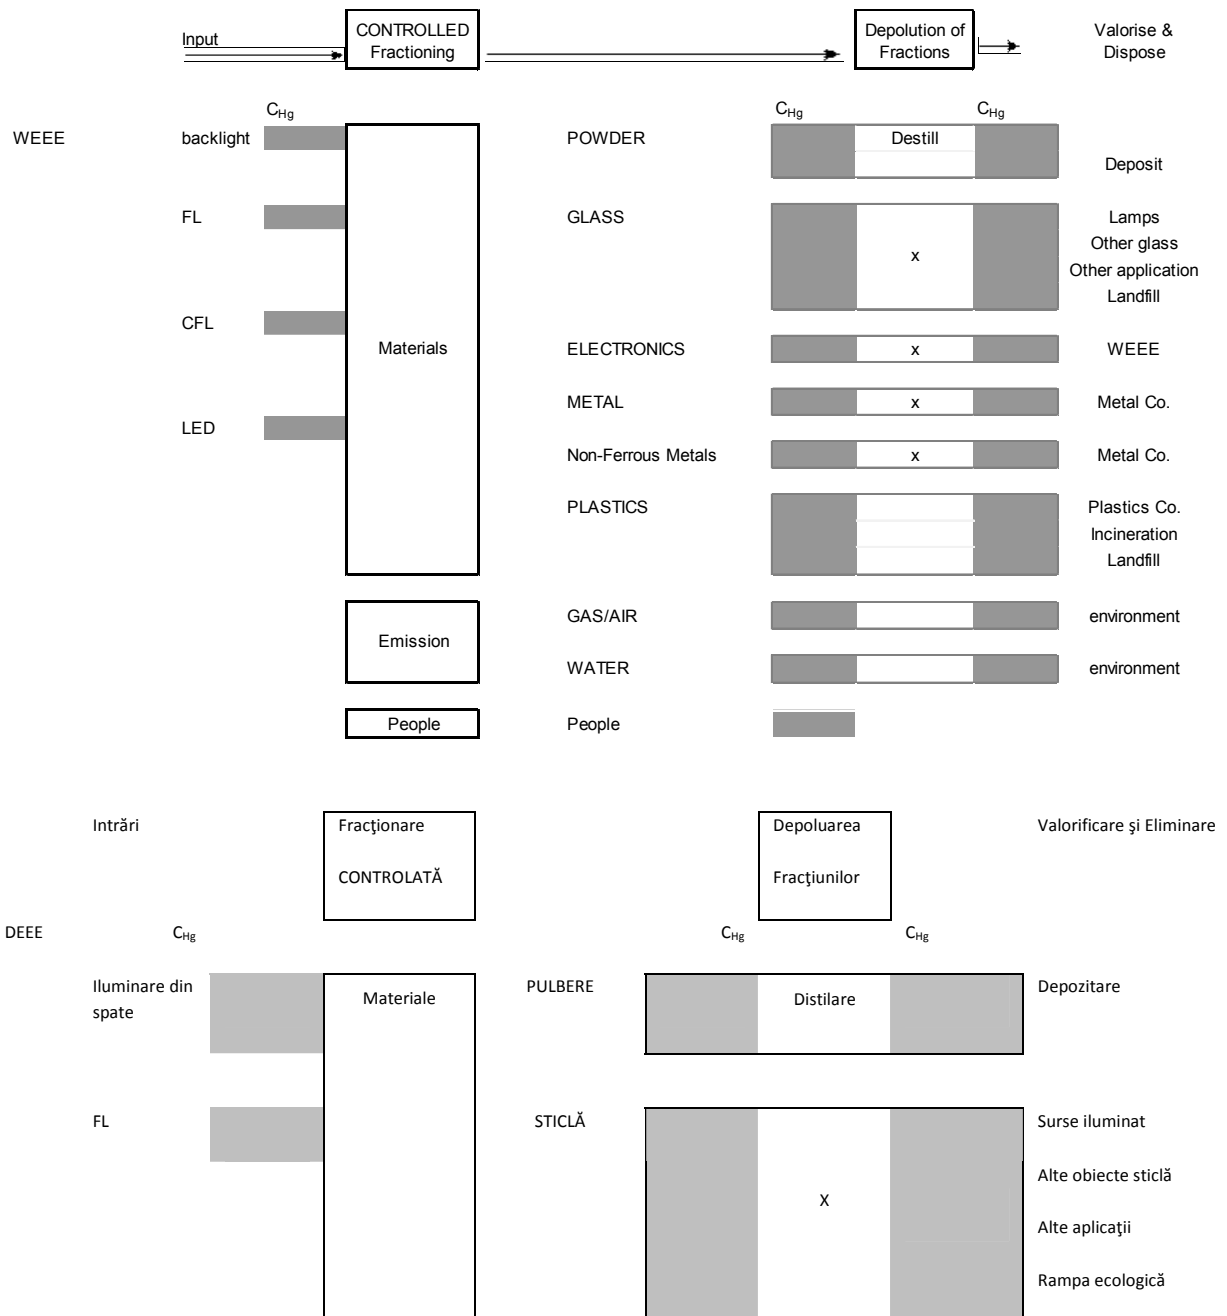 Input CONTROLLED Depolution of Valorise &
Fractioning Fractions Dispose
CHg CHg CHg
WEEE backlight POWDER Destill
Deposit
FL GLASS Lamps
Other glass
x
Other application
Landfill
CFL
Materials ELECTRONICS x WEEE
METAL x Metal Co.
LED
Non-Ferrous Metals x Metal Co.
PLASTICS Plastics Co.
Incineration
Landfill
GAS/AIR environment
Emission
WATER environment
People People
Intrări Fracţionare Depoluarea Valorificare şi Eliminare
CONTROLATĂ Fracţiunilor
DEEE CHg CHg CHg
Iluminare din Materiale PULBERE Distilare Depozitare
spate
FL STICLĂ Surse iluminat
Alte obiecte sticlă
X
Alte aplicaţii
Rampa ecologică